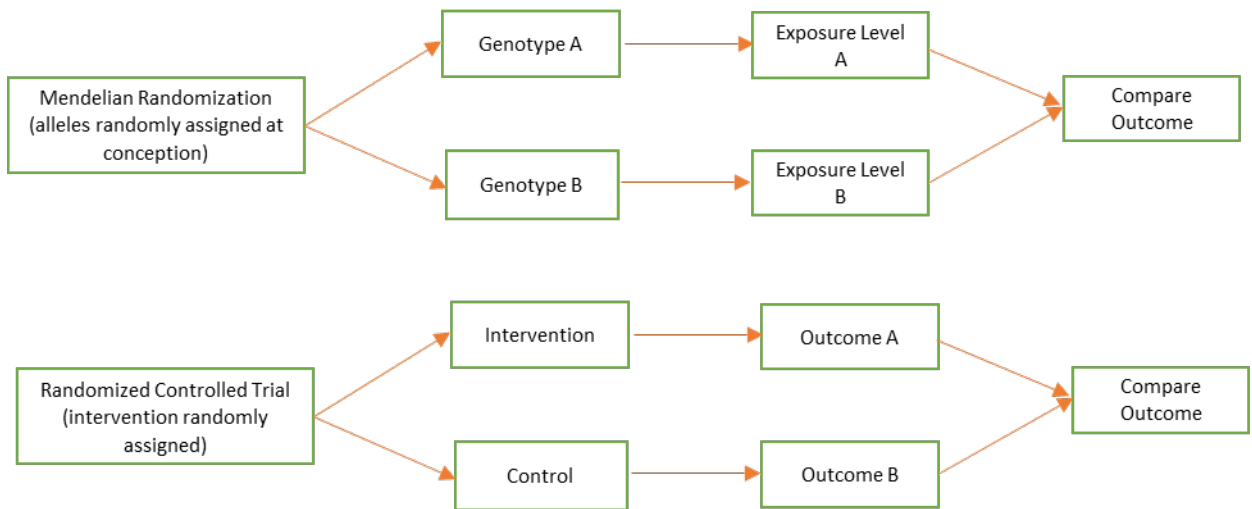 Mendelian Randomization
(alleles randomly assigned at
conception)
Genotype A
Exposure Level
A
Genotype B
Exposure Level
B
Compare
Outcome
Randomized Controlled Trial
(intervention randomly
assigned)
Intervention
Outcome A
Control
Outcome B
Compare
Outcome